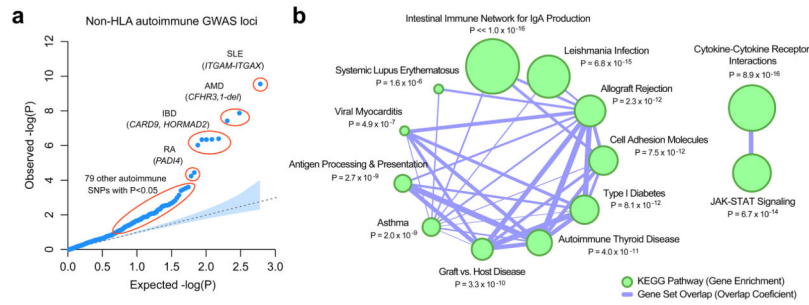 a
Non-HLA autoimmune GWAS loci
Observed -log(P)
12
10
8
6
4
2
0
SLE
(ITGAM-ITGAX)
AMD
(CFHR3,1-del)
IBD
(CARD9, HORMAD2)
RA
(PADI4)
79 other autoimmune
SNPs with P<0.05
0.0 0.5 1.0 1.5 2.0 2.5 3.0
Expected -log(P)
b
Intestinal Immune Network for IgA Production
P << 1.0 x 10⁻¹⁶
Leishmania Infection
P = 6.8 x 10⁻¹⁵
Systemic Lupus Erythematosus
P = 1.6 x 10⁻⁶
Allograft Rejection
P = 2.3 x 10⁻¹²
Viral Myocarditis
P = 4.9 x 10⁻⁷
Cell Adhesion Molecules
P = 7.5 x 10⁻¹²
Antigen Processing & Presentation
P = 2.7 x 10⁻⁹
Type I Diabetes
P = 8.1 x 10⁻¹²
Asthma
P = 2.0 x 10⁻⁹
Autoimmune Thyroid Disease
P = 4.0 x 10⁻¹¹
Graft vs. Host Disease
P = 3.3 x 10⁻¹⁰
Cytokine-Cytokine Receptor
Interactions
P = 8.9 x 10⁻¹⁶
JAK-STAT Signaling
P = 6.7 x 10⁻¹⁴
KEGG Pathway (Gene Enrichment)
Gene Set Overlap (Overlap Coeficient)